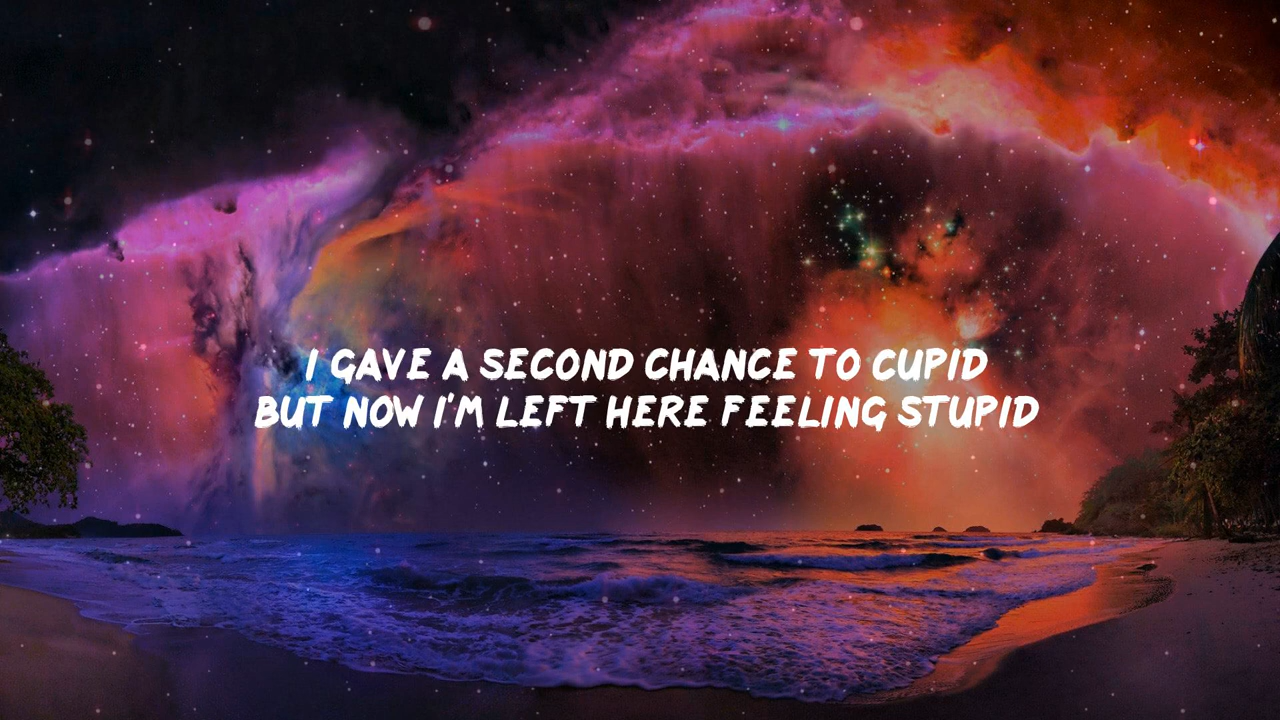 I GAVE A SECOND CHANCE TO CUPID
BUT NOW I'M LEFT HERE FEELING STUPID